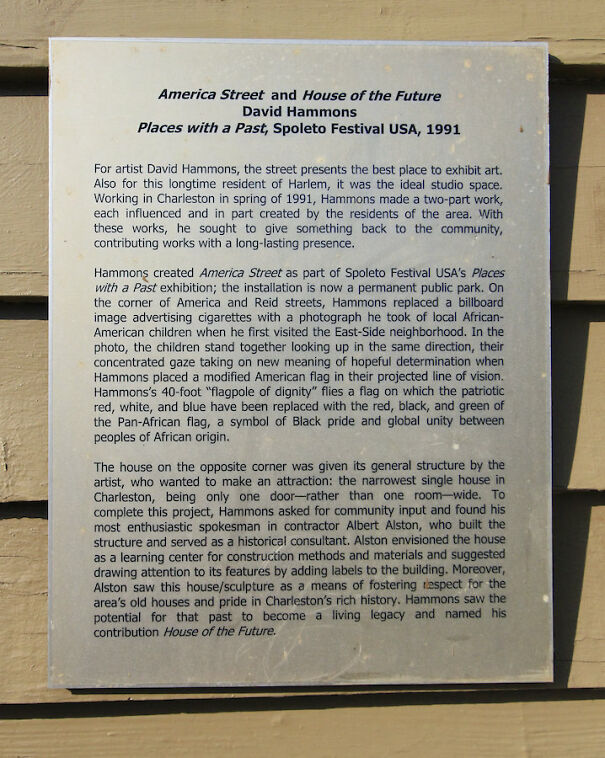 America Street and House of the Future
David Hammons
Places with a Past, Spoleto Festival USA, 1991
For artist David Hammons, the street presents the best place to exhibit art.
Also for this longtime resident of Harlem, it was the ideal studio space.
Working in Charleston in spring of 1991, Hammons made a two-part work,
each influenced and in part created by the residents of the area. With
these works, he sought to give something back to the community,
contributing works with a long-lasting presence.
Hammons created America Street as part of Spoleto Festival USA's Places
with a Past exhibition; the installation is now a permanent public park. On
the corner of America and Reid streets, Hammons replaced a billboard
image advertising cigarettes with a photograph he took of local African-
American children when he first visited the East-Side neighborhood. In the
photo, the children stand together looking up in the same direction, their
concentrated gaze taking on new meaning of hopeful determination when
Hammons placed a modified American flag in their projected line of vision.
Hammons's 40-foot “flagpole of dignity” flies a flag on which the patriotic
red, white, and blue have been replaced with the red, black, and green of
the Pan-African flag, a symbol of Black pride and global unity between
peoples of African origin.
The house on the opposite corner was given its general structure by the
artist, who wanted to make an attraction: the narrowest single house in
Charleston, being only one door—rather than one room—wide. To
complete this project, Hammons asked for community input and found his
most enthusiastic spokesman in contractor Albert Alston, who built the
structure and served as a historical consultant. Alston envisioned the house
as a learning center for construction methods and materials and suggested
drawing attention to its features by adding labels to the building. Moreover,
Alston saw this house/sculpture as a means of fostering respect for the
area's old houses and pride in Charleston's rich history. Hammons saw the
potential for that past to become a living legacy and named his
contribution House of the Future.